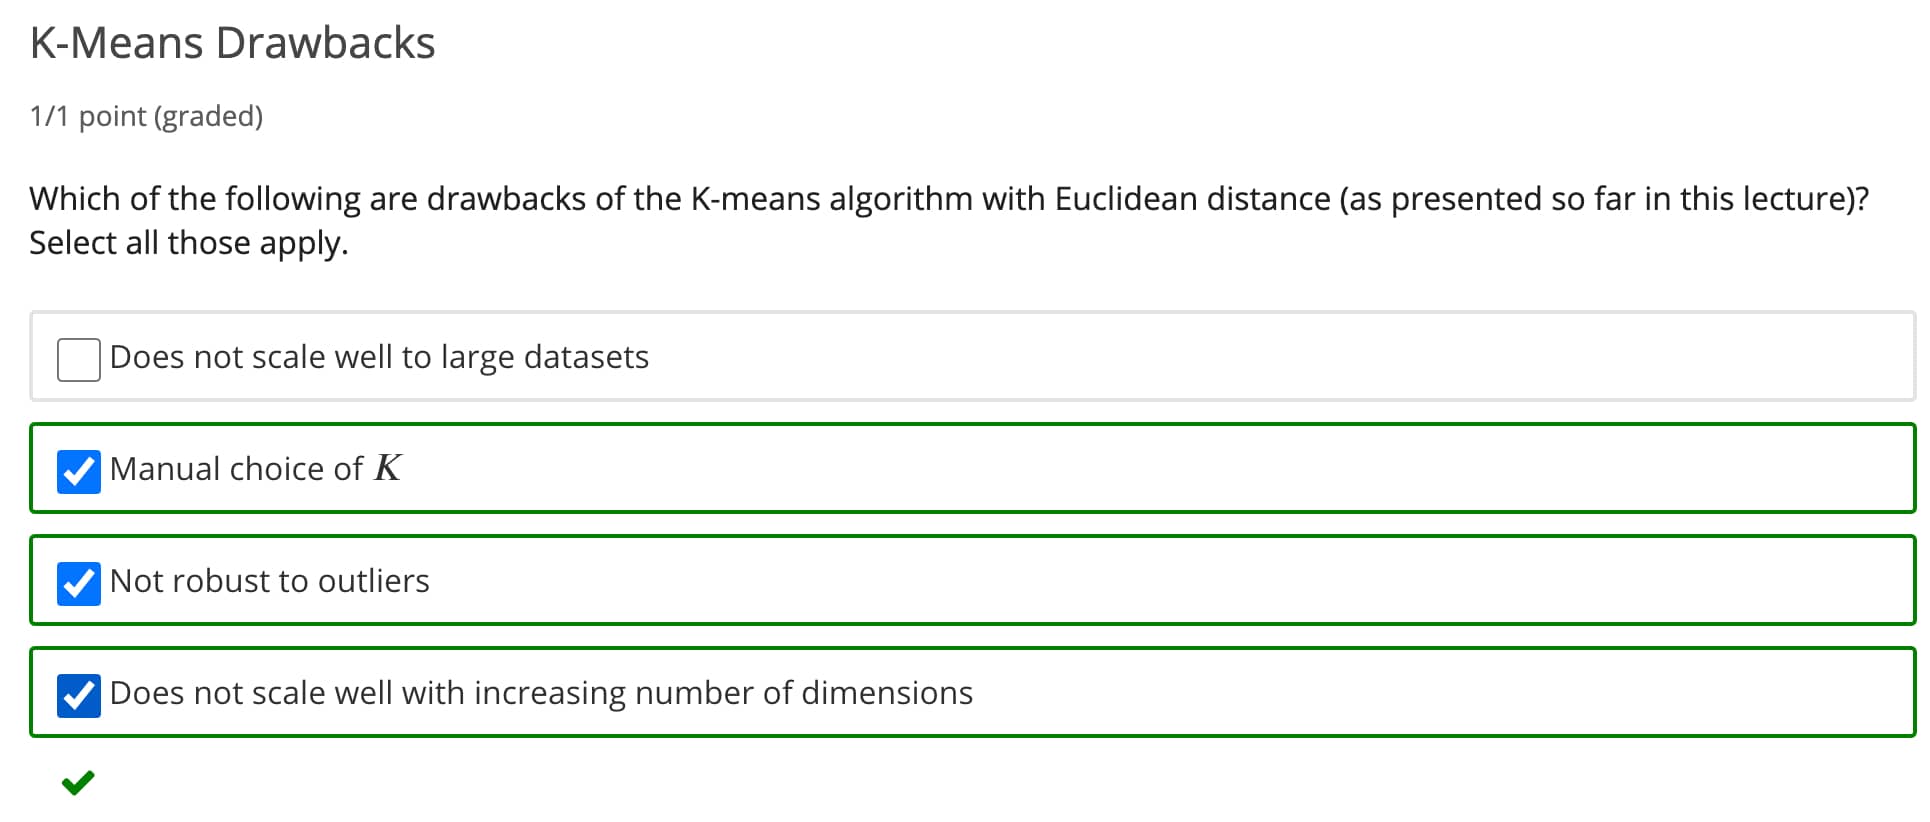 K-Means Drawbacks
1/1 point (graded)
Which of the following are drawbacks of the K-means algorithm with Euclidean distance (as presented so far in this lecture)?
Select all those apply.
Does not scale well to large datasets
Manual choice of K
Not robust to outliers
Does not scale well with increasing number of dimensions